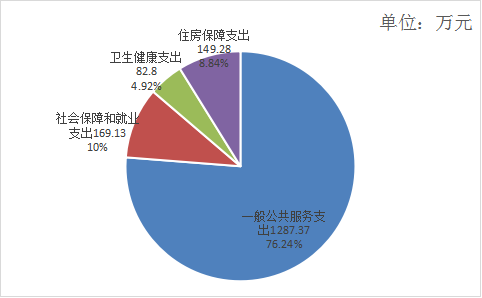 单位：万元
住房保障支出
149.28
8.84%
卫生健康支出
82.8
4.92%
社会保障和就业
支出169.13
10%
一般公共服务支
出1287.37
76.24%